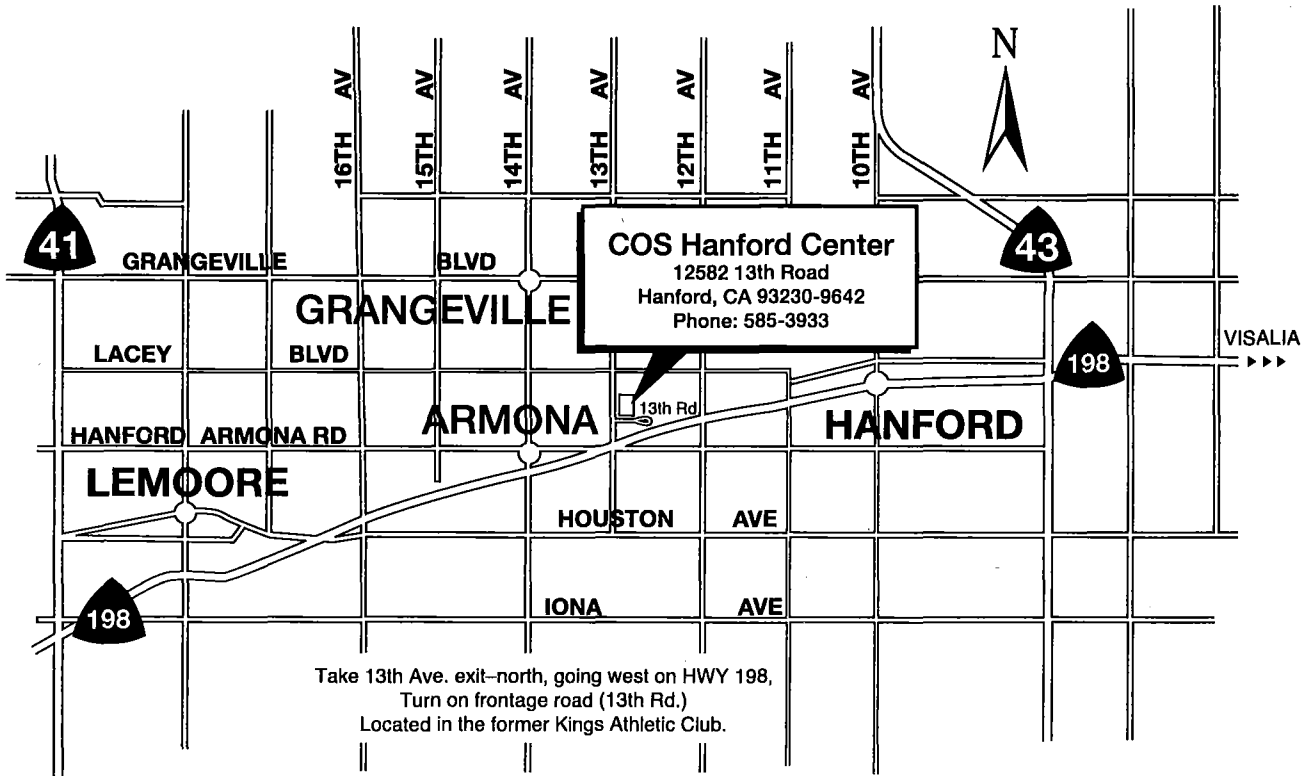 N
16TH AV
15TH AV
14TH AV
13TH AV
12TH AV
11TH AV
10TH AV
41
43
COS Hanford Center
12582 13th Road
Hanford, CA 93230-9642
Phone: 585-3933
GRANGEVILLE BLVD
GRANGEVILLE
LACEY BLVD
198
VISALIA
13th Rd
ARMONA
HANFORD
HANFORD ARMONA RD
LEMOORE
HOUSTON AVE
198
IONA AVE
Take 13th Ave. exit–north, going west on HWY 198,
Turn on frontage road (13th Rd.)
Located in the former Kings Athletic Club.